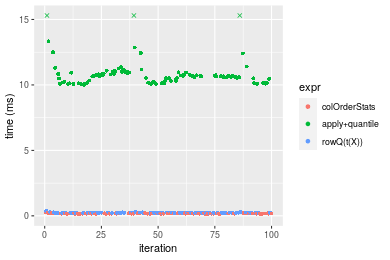 15
10
5
0
time (ms)
0
25
50
75
100
iteration
expr
colOrderStats
apply+quantile
rowQ(t(X))